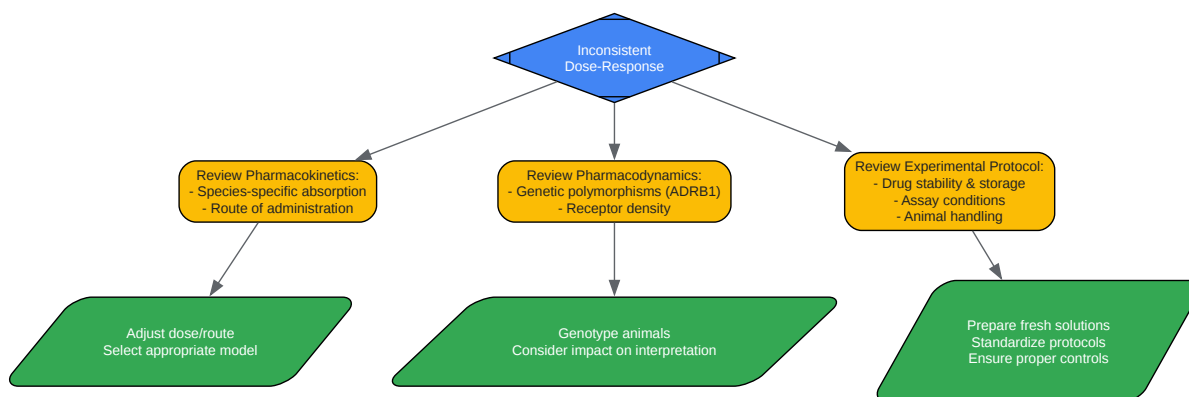 Inconsistent
Dose-Response
Review Pharmacokinetics:
- Species-specific absorption
- Route of administration
Review Pharmacodynamics:
- Genetic polymorphisms (ADRB1)
- Receptor density
Review Experimental Protocol:
- Drug stability & storage
- Assay conditions
- Animal handling
Adjust dose/route
Select appropriate model
Genotype animals
Consider impact on interpretation
Prepare fresh solutions
Standardize protocols
Ensure proper controls